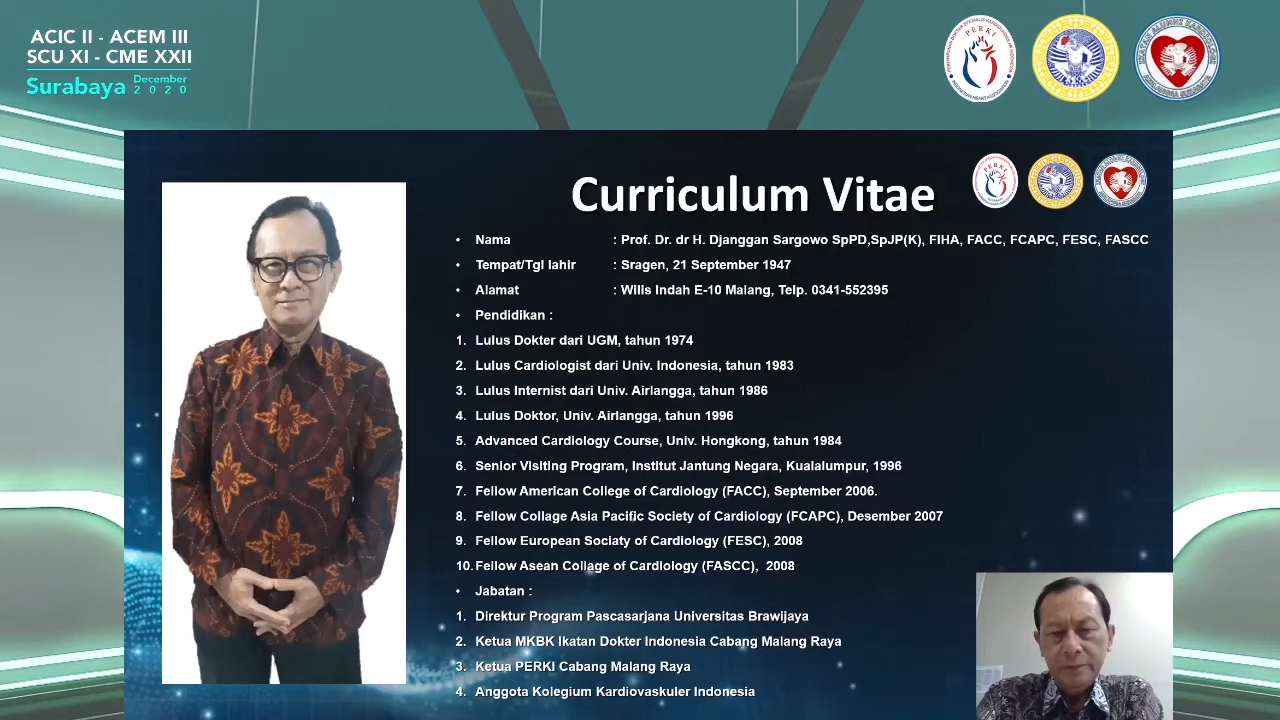 ACIC II - ACEM III
SCU XI - CME XXII
Surabaya December 2020
PERKI
Curriculum Vitae
PERKI
• Nama : Prof. Dr. dr H. Djanggan Sargowo SpPD,SpJP(K), FIHA, FACC, FCAPC, FESC, FASCC
• Tempat/Tgl lahir : Sragen, 21 September 1947
• Alamat : Wilis Indah E-10 Malang, Telp. 0341-552395
• Pendidikan :
1. Lulus Dokter dari UGM, tahun 1974
2. Lulus Cardiologist dari Univ. Indonesia, tahun 1983
3. Lulus Internist dari Univ. Airlangga, tahun 1986
4. Lulus Doktor, Univ. Airlangga, tahun 1996
5. Advanced Cardiology Course, Univ. Hongkong, tahun 1984
6. Senior Visiting Program, Institut Jantung Negara, Kualalumpur, 1996
7. Fellow American College of Cardiology (FACC), September 2006.
8. Fellow Collage Asia Pacific Society of Cardiology (FCAPC), Desember 2007
9. Fellow European Sociaty of Cardiology (FESC), 2008
10. Fellow Asean Collage of Cardiology (FASCC), 2008
• Jabatan :
1. Direktur Program Pascasarjana Universitas Brawijaya
2. Ketua MKBK Ikatan Dokter Indonesia Cabang Malang Raya
3. Ketua PERKI Cabang Malang Raya
4. Anggota Kolegium Kardiovaskuler Indonesia